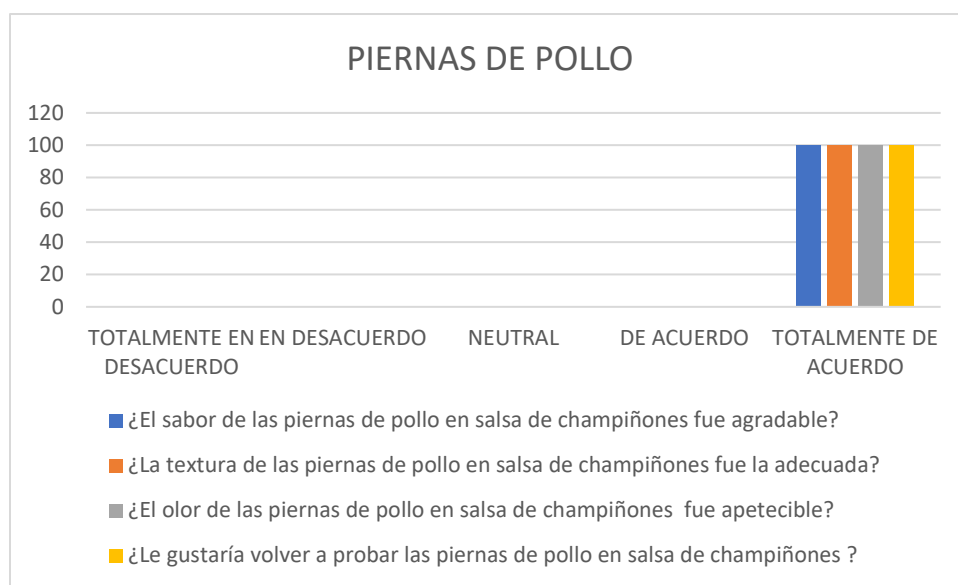 PIERNAS DE POLLO
120
100
80
60
40
20
0
TOTALMENTE EN EN DESACUERDO NEUTRAL DE ACUERDO TOTALMENTE DE
DESACUERDO ACUERDO
¿El sabor de las piernas de pollo en salsa de champiñones fue agradable?
¿La textura de las piernas de pollo en salsa de champiñones fue la adecuada?
¿El olor de las piernas de pollo en salsa de champiñones  fue apetecible?
¿Le gustaría volver a probar las piernas de pollo en salsa de champiñones ?